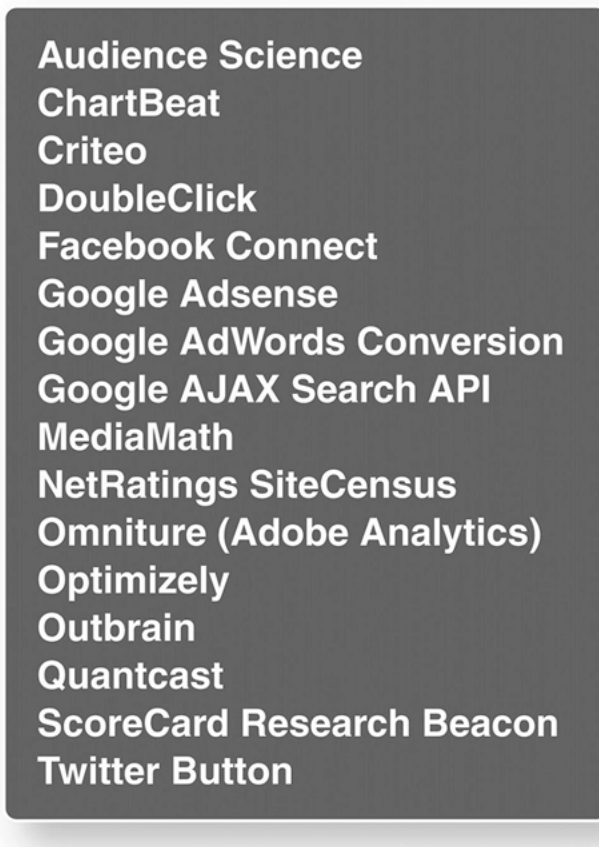 Audience Science
ChartBeat
Criteo
DoubleClick
Facebook Connect
Google Adsense
Google AdWords Conversion
Google AJAX Search API
MediaMath
NetRatings SiteCensus
Omniture (Adobe Analytics)
Optimizely
Outbrain
Quantcast
ScoreCard Research Beacon
Twitter Button